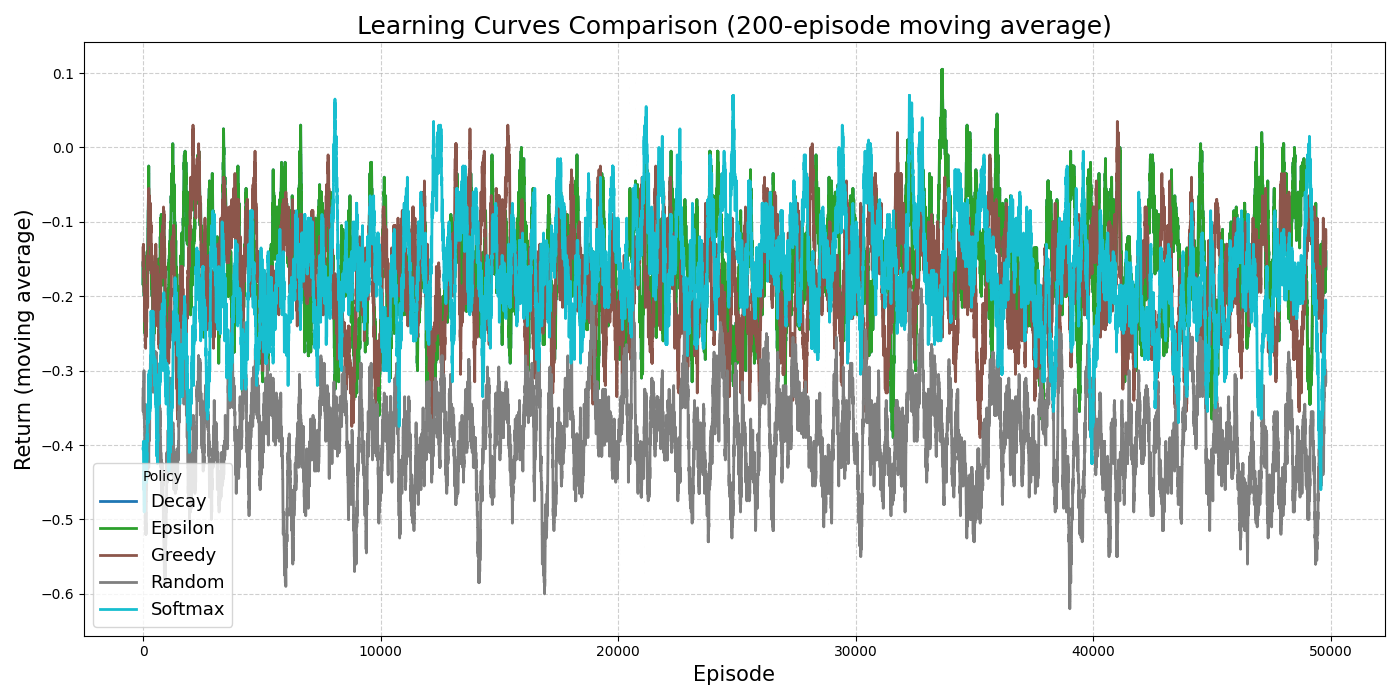 Learning Curves Comparison (200-episode moving average)
Return (moving average)
0.1
0.0
−0.1
−0.2
−0.3
−0.4
−0.5
−0.6
Policy
Decay
Epsilon
Greedy
Random
Softmax
0 10000 20000 30000 40000 50000
Episode